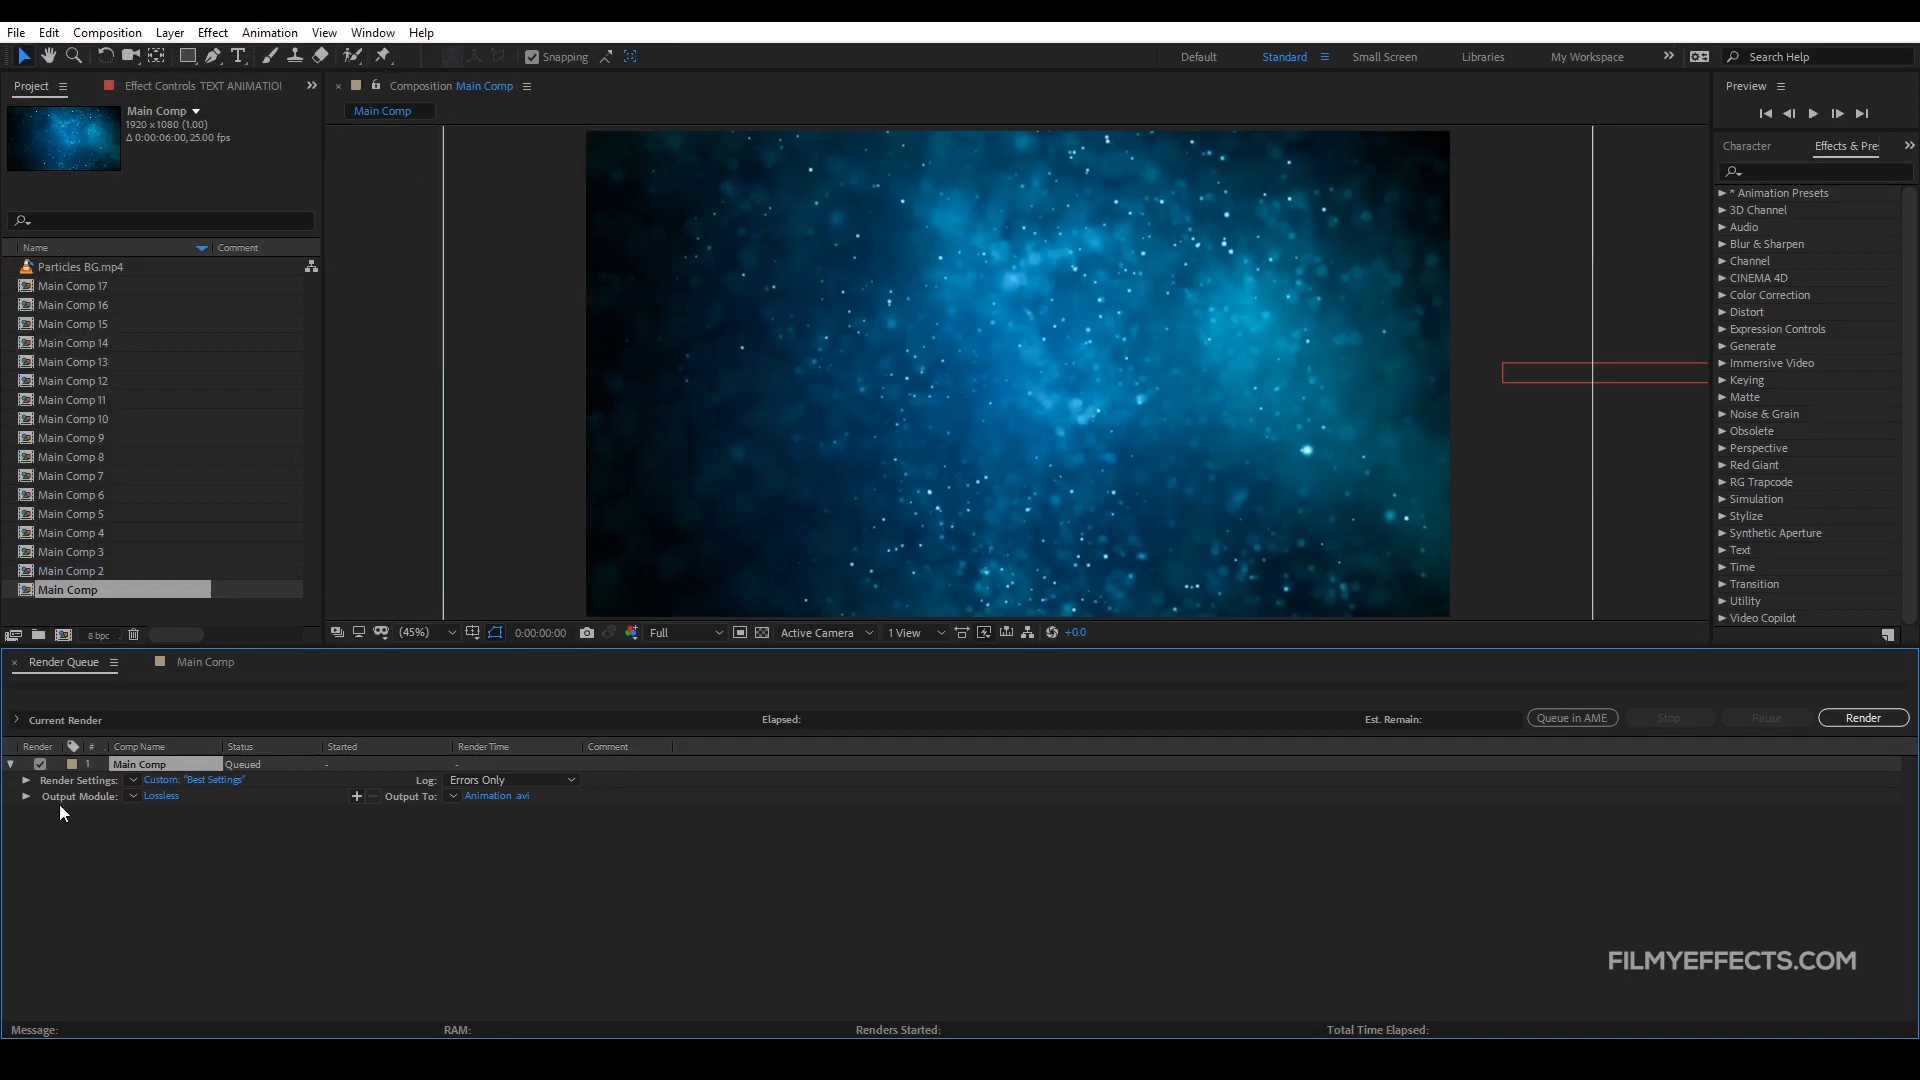 File Edit Composition Layer Effect Animation View Window Help
Snapping Default Standard Small Screen Libraries My Workspace Search Help
Project Effect Controls TEXT ANIMATIO
Main Comp
1920 x1080 (1.00)
Δ 0:00:06:00, 25.00 fps
Name Comment
Particles BG.mp4
Main Comp 17
Main Comp 16
Main Comp 15
Main Comp 14
Main Comp 13
Main Comp 12
Main Comp 11
Main Comp 10
Main Comp 9
Main Comp 8
Main Comp 7
Main Comp 6
Main Comp 5
Main Comp 4
Main Comp 3
Main Comp 2
Main Comp
8 bpc
Composition Main Comp
Main Comp
(45%) 0:00:00:00 Full Active Camera 1 View +0.0
Preview
Character Effects & Pre
* Animation Presets
3D Channel
Audio
Blur & Sharpen
Channel
CINEMA 4D
Color Correction
Distort
Expression Controls
Generate
Immersive Video
Keying
Matte
Noise & Grain
Obsolete
Perspective
Red Giant
RG Trapcode
Simulation
Stylize
Synthetic Aperture
Text
Time
Transition
Utility
Video Copilot
Render Queue Main Comp
Current Render Elapsed: Est. Remain: Queue in AME Stop Pause Render
Render # Comp Name Status Started Render Time Comment
1 Main Comp Queued - -
Render Settings: Custom: "Best Settings" Log: Errors Only
Output Module: Lossless Output To: Animation .avi
FILMYEFFECTS.COM
Message: RAM: Renders Started: Total Time Elapsed: